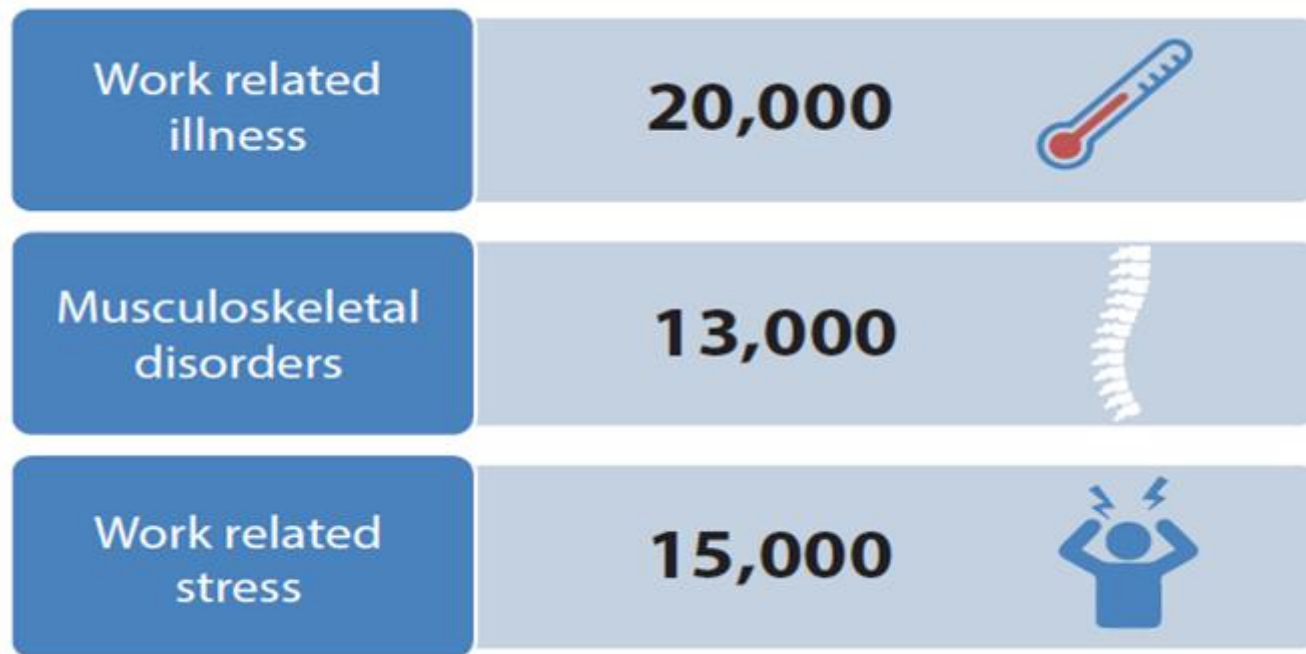 Work related
illness
20,000
Musculoskeletal
disorders
13,000
Work related
stress
15,000